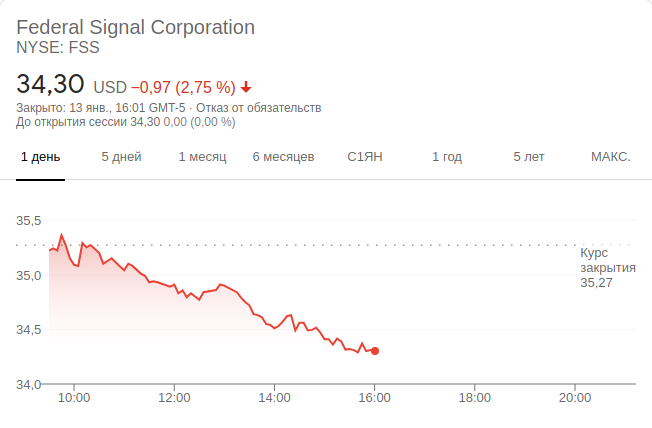 Federal Signal Corporation
NYSE: FSS
34,30 USD −0,97 (2,75 %)
Закрыто: 13 янв., 16:01 GMT-5 · Отказ от обязательств
До открытия сессии 34,30 0,00 (0,00 %)
1 день 5 дней 1 месяц 6 месяцев С1ЯН 1 год 5 лет МАКС.
35,5
Курс
закрытия
35,27
35,0
34,5
34,0
10:00 12:00 14:00 16:00 18:00 20:00